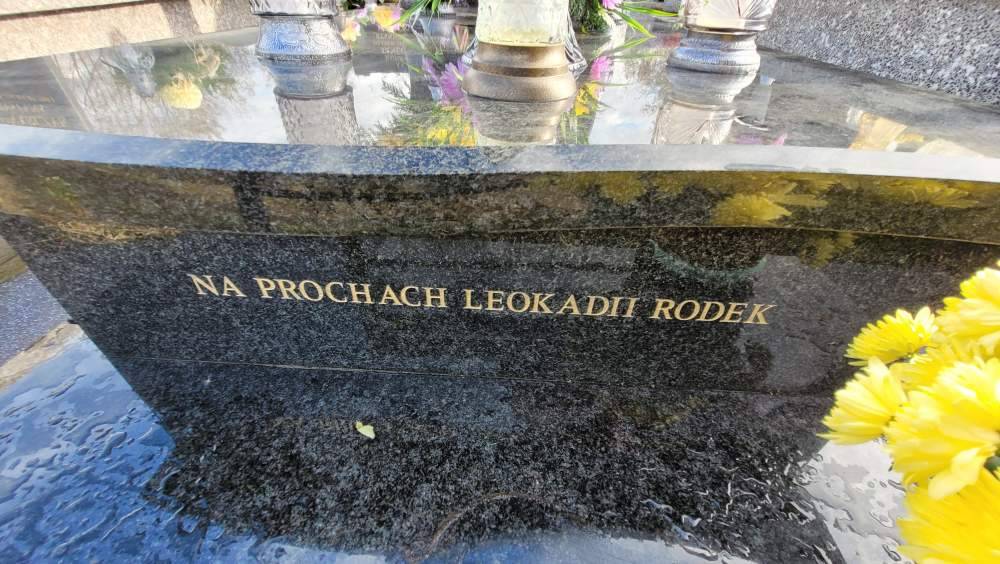 NA PROCHACH LEOKADII RODEK